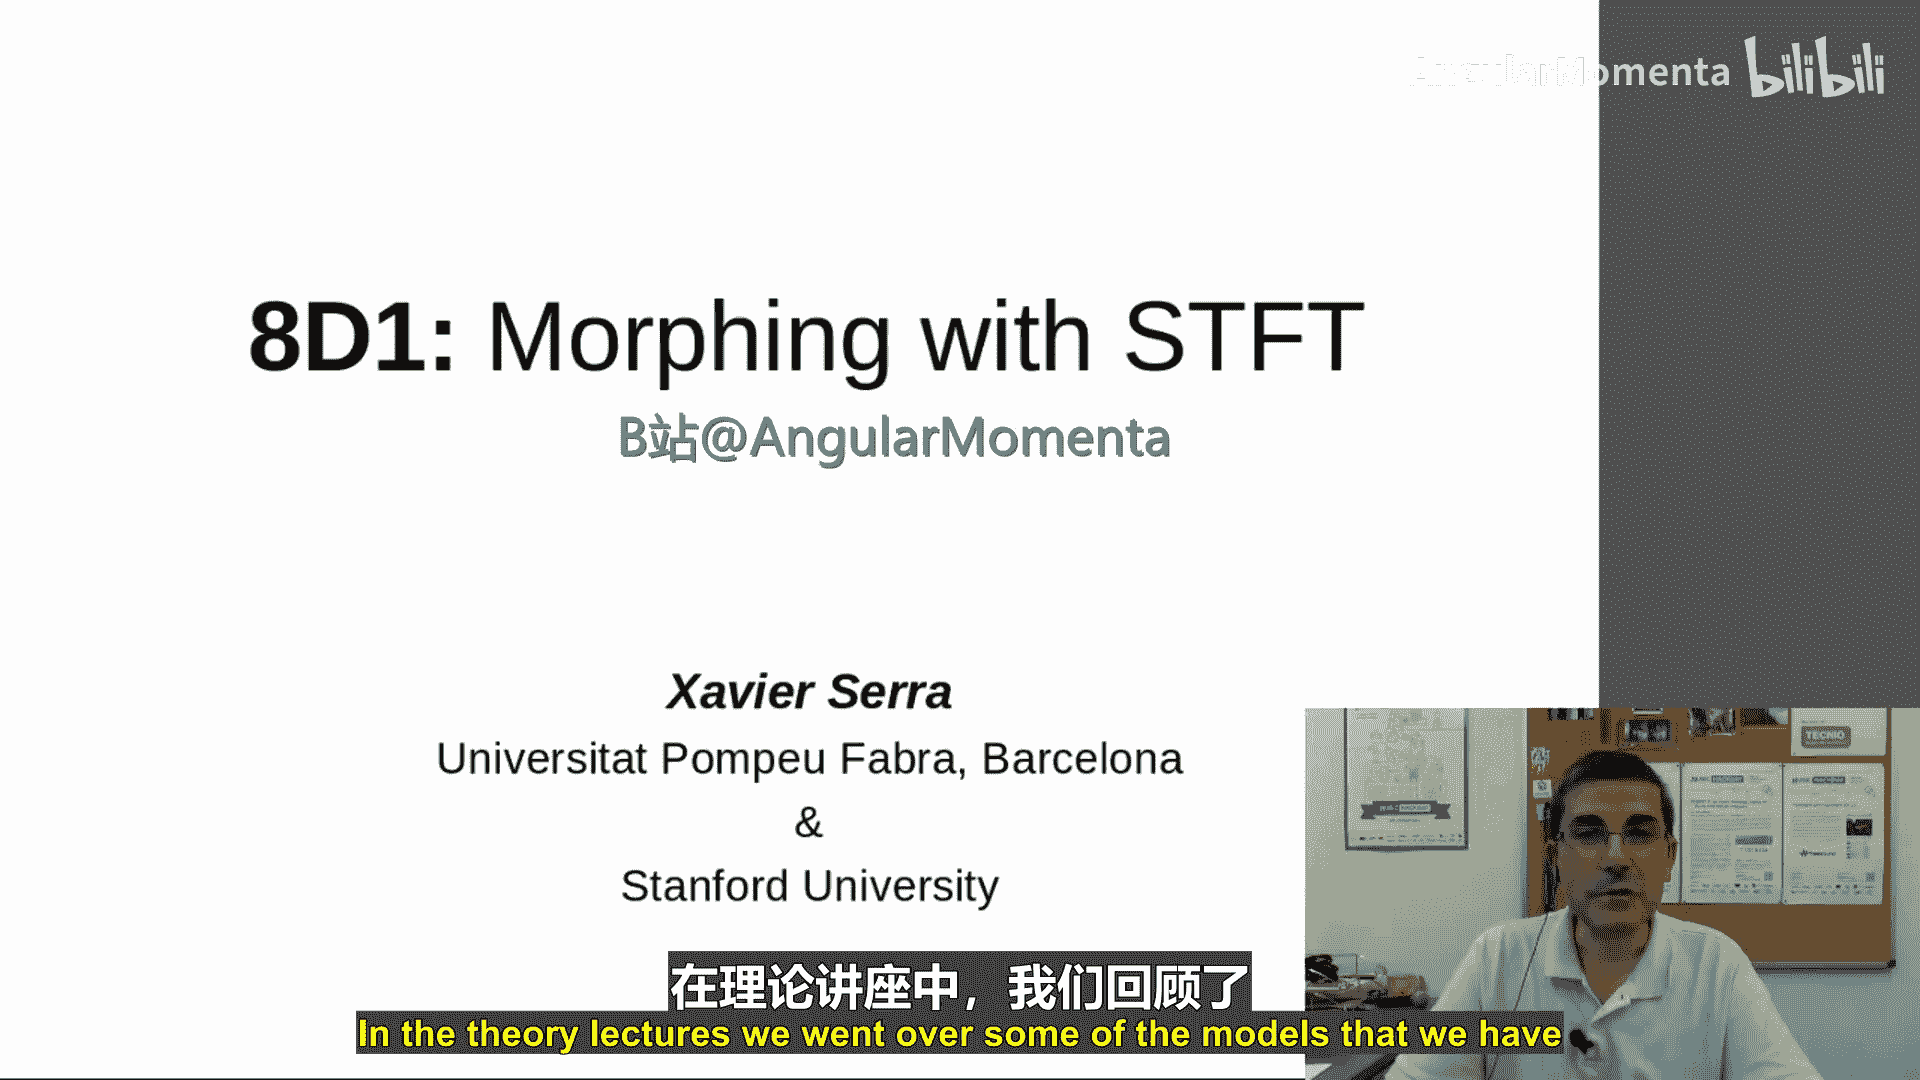 AngularMomenta bilibili
8D1: Morphing with STFT
B站@AngularMomenta
Xavier Serra
Universitat Pompeu Fabra, Barcelona
&
Stanford University
TECNIO
在理论讲座中，我们回顾了
In the theory lectures we went over some of the models that we have